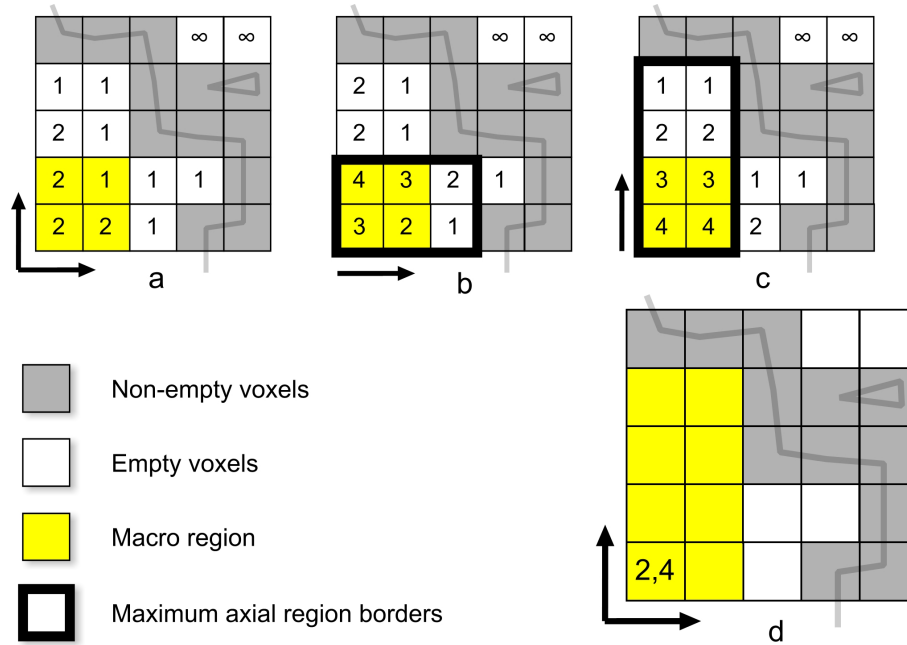 ∞ ∞ ∞ ∞ ∞ ∞
1 1 2 1 1 1
2 1 2 1 2 2
2 1 1 1 4 3 2 1 3 3 1 1
2 2 1 3 2 1 4 4 2
a b c
Non-empty voxels
Empty voxels
Macro region
2,4
Maximum axial region borders
d